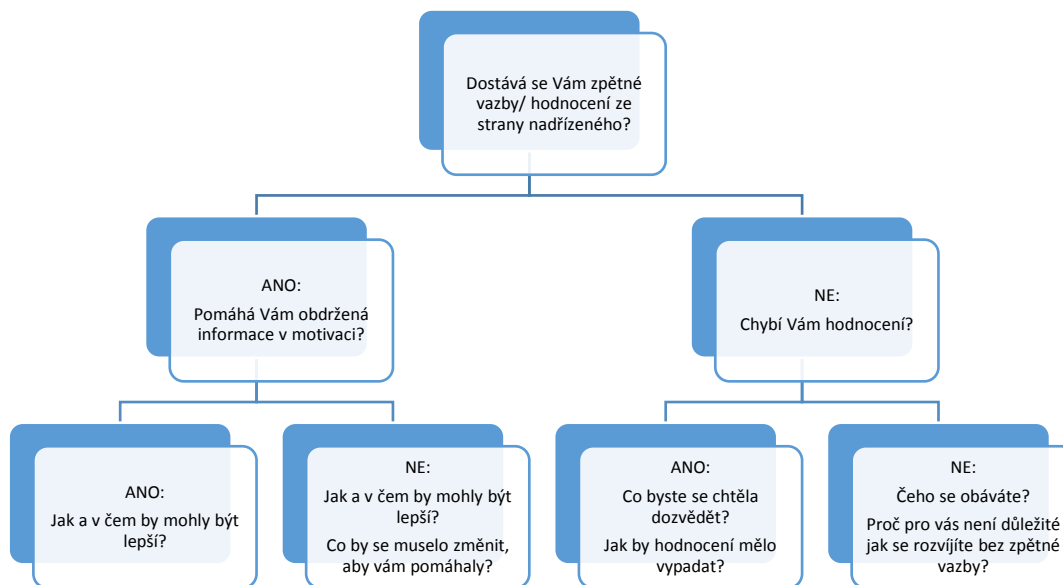 Dostává se Vám zpětné
vazby/ hodnocení ze
strany nadřízeného?
ANO:
Pomáhá Vám obdržená
informace v motivaci?
NE:
Chybí Vám hodnocení?
ANO:
Jak a v čem by mohly být
lepší?
NE:
Jak a v čem by mohly být
lepší?
Co by se muselo změnit,
aby vám pomáhaly?
ANO:
Co byste se chtěla
dozvědět?
Jak by hodnocení mělo
vypadat?
NE:
Čeho se obáváte?
Proč pro vás není důležité
jak se rozvíjíte bez zpětné
vazby?